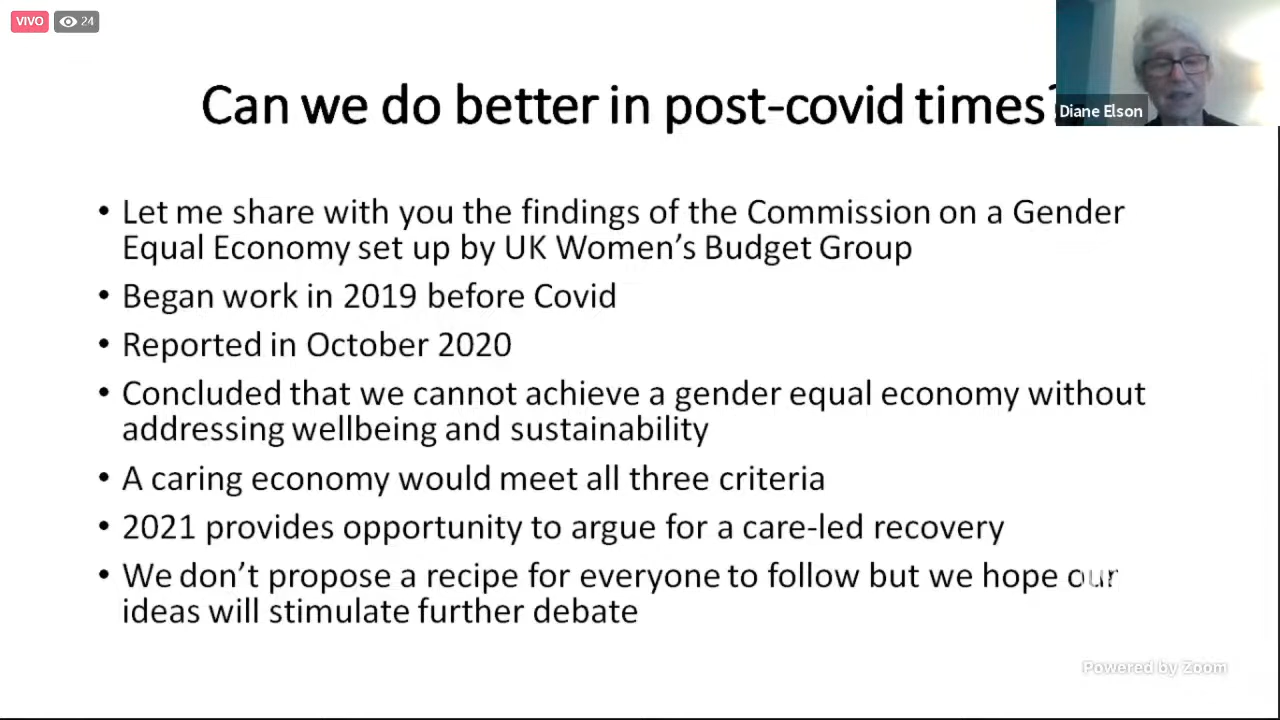 VIVO 24
Can we do better in post-covid times?
Diane Elson
• Let me share with you the findings of the Commission on a Gender
Equal Economy set up by UK Women's Budget Group
• Began work in 2019 before Covid
• Reported in October 2020
• Concluded that we cannot achieve a gender equal economy without
addressing wellbeing and sustainability
• A caring economy would meet all three criteria
• 2021 provides opportunity to argue for a care-led recovery
• We don't propose a recipe for everyone to follow but we hope our
ideas will stimulate further debate
Powered by Zoom